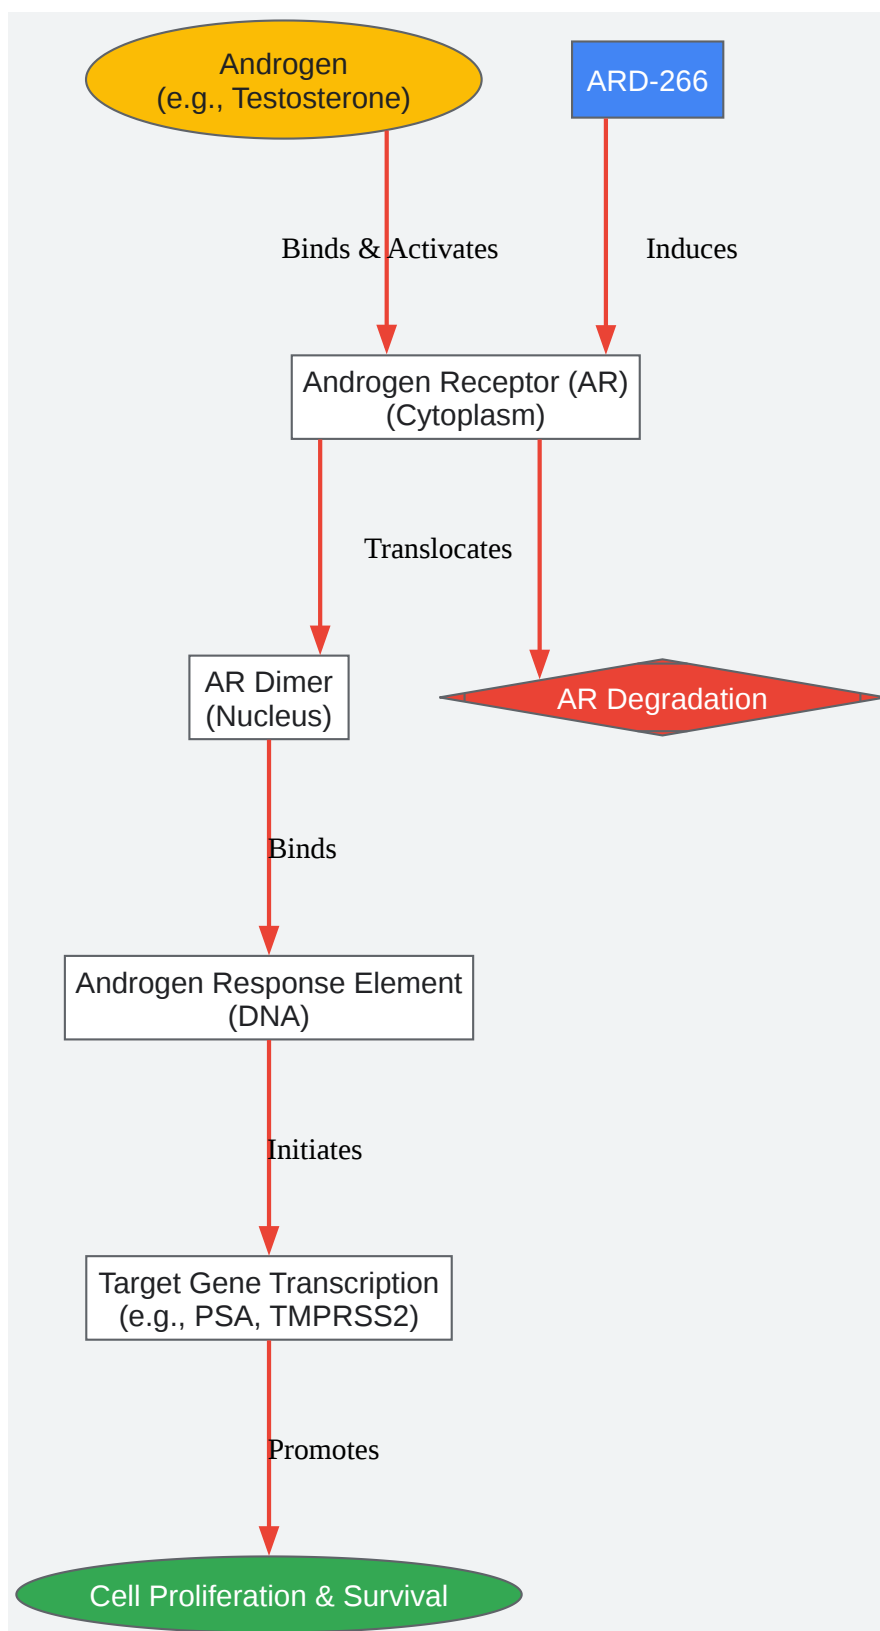 Androgen
(e.g., Testosterone)
ARD-266
Binds & Activates
Induces
Androgen Receptor (AR)
(Cytoplasm)
Translocates
AR Dimer
(Nucleus)
AR Degradation
Binds
Androgen Response Element
(DNA)
Initiates
Target Gene Transcription
(e.g., PSA, TMPRSS2)
Promotes
Cell Proliferation & Survival